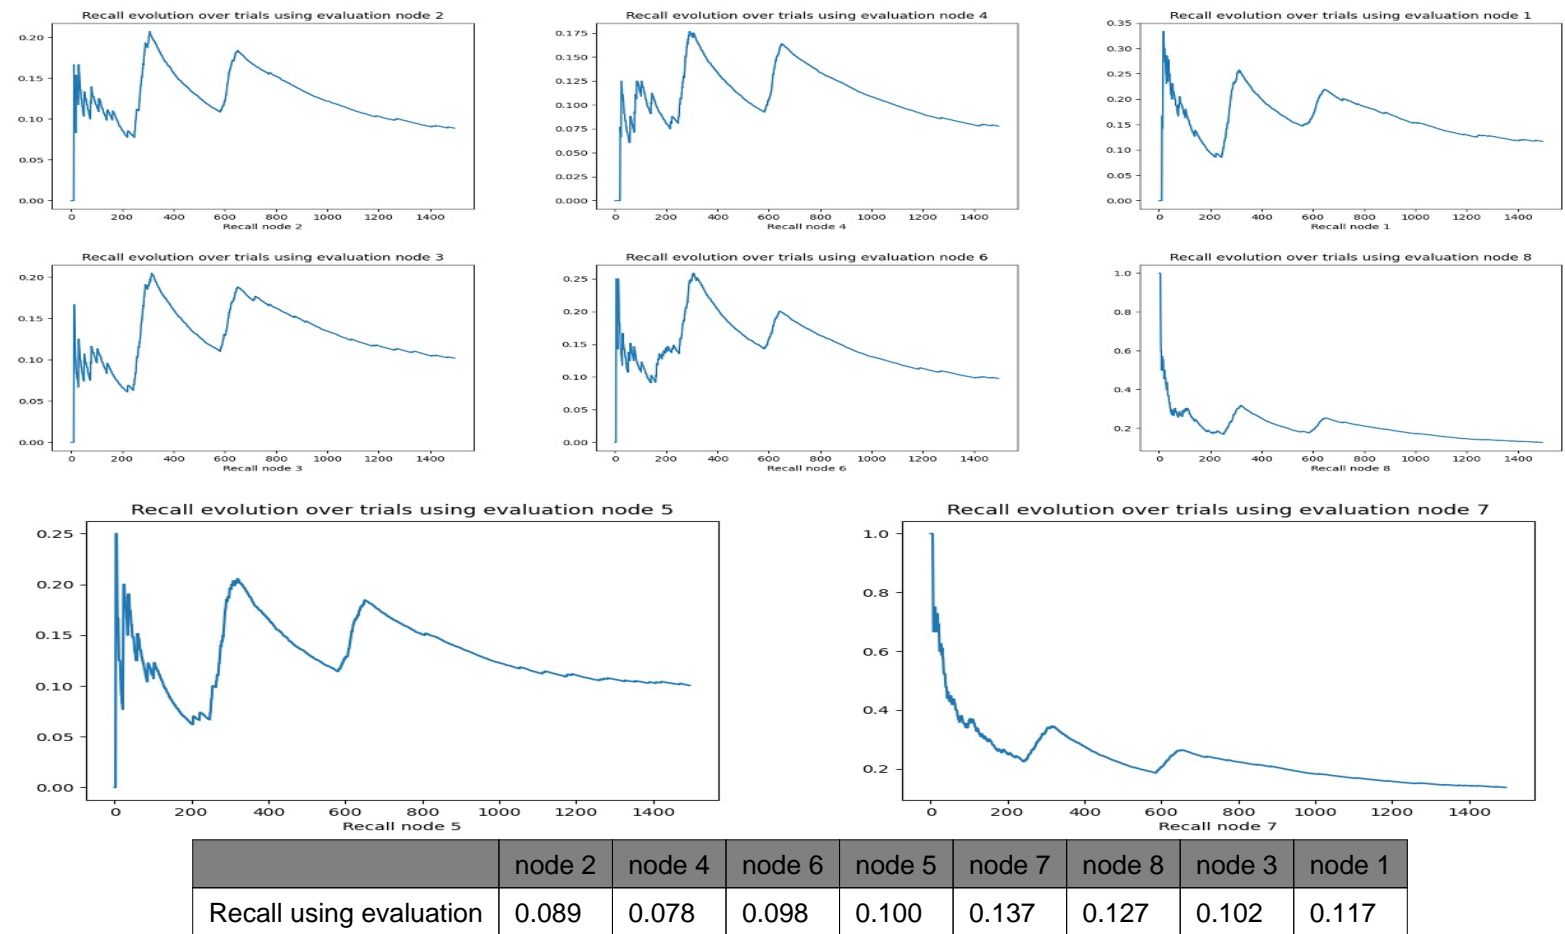 Recall evolution over trials using evaluation node 2
0.20
0.15
0.10
0.05
0.00
0 200 400 600 800 1000 1200 1400
Recall node 2
Recall evolution over trials using evaluation node 4
0.175
0.150
0.125
0.100
0.075
0.050
0.025
0.000
0 200 400 600 800 1000 1200 1400
Recall node 4
Recall evolution over trials using evaluation node 1
0.35
0.30
0.25
0.20
0.15
0.10
0.05
0.00
0 200 400 600 800 1000 1200 1400
Recall node 1
Recall evolution over trials using evaluation node 3
0.20
0.15
0.10
0.05
0.00
0 200 400 600 800 1000 1200 1400
Recall node 3
Recall evolution over trials using evaluation node 6
0.25
0.20
0.15
0.10
0.05
0.00
0 200 400 600 800 1000 1200 1400
Recall node 6
Recall evolution over trials using evaluation node 8
1.0
0.8
0.6
0.4
0.2
0 200 400 600 800 1000 1200 1400
Recall node 8
Recall evolution over trials using evaluation node 5
0.25
0.20
0.15
0.10
0.05
0.00
0 200 400 600 800 1000 1200 1400
Recall node 5
Recall evolution over trials using evaluation node 7
1.0
0.8
0.6
0.4
0.2
0 200 400 600 800 1000 1200 1400
Recall node 7
node 2 node 4 node 6 node 5 node 7 node 8 node 3 node 1
Recall using evaluation 0.089 0.078 0.098 0.100 0.137 0.127 0.102 0.117